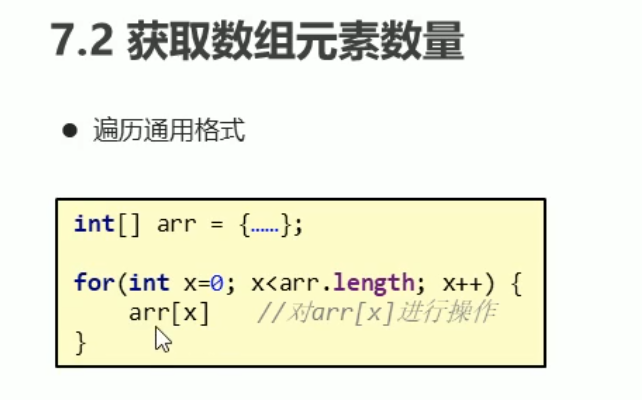 7.2 获取数组元素数量
● 遍历通用格式
int[] arr = {……};
for(int x=0; x<arr.length; x++) {
arr[x] //对arr[x]进行操作
}